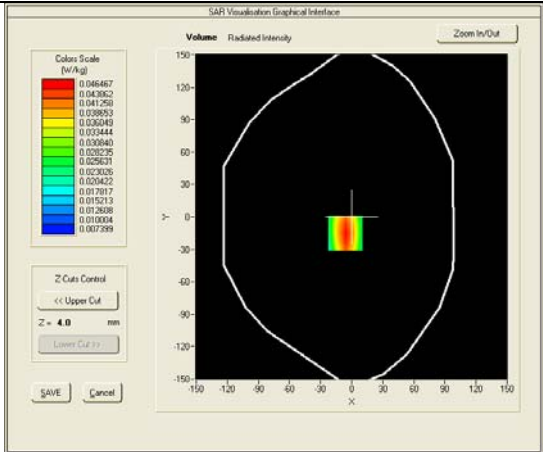 SAR Visualisation Graphical Interface
Volume Radiated Intensity
Zoom In/Out
Colors Scale
(W/kg)
0.046467
0.043862
0.041258
0.038653
0.036049
0.033444
0.030840
0.028235
0.025631
0.023026
0.020422
0.017817
0.015213
0.012608
0.010004
0.007399
Z Cuts Control
<< Upper Cut
Z = 4.0 mm
Lower Cut >>
SAVE Cancel
150-
120-
90-
60-
30-
0-
-30-
-60-
-90-
-120-
-150-
Y
-150 -120 -90 -60 -30 0 30 60 90 120 150
X